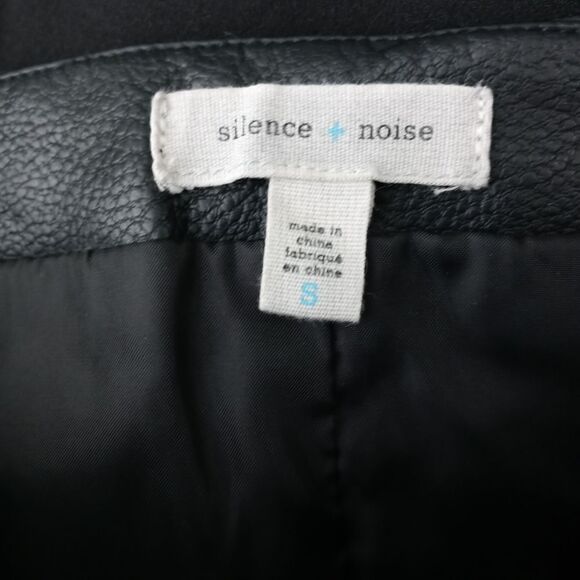 silence + noise
made in
china
fabriqué
en chine
S